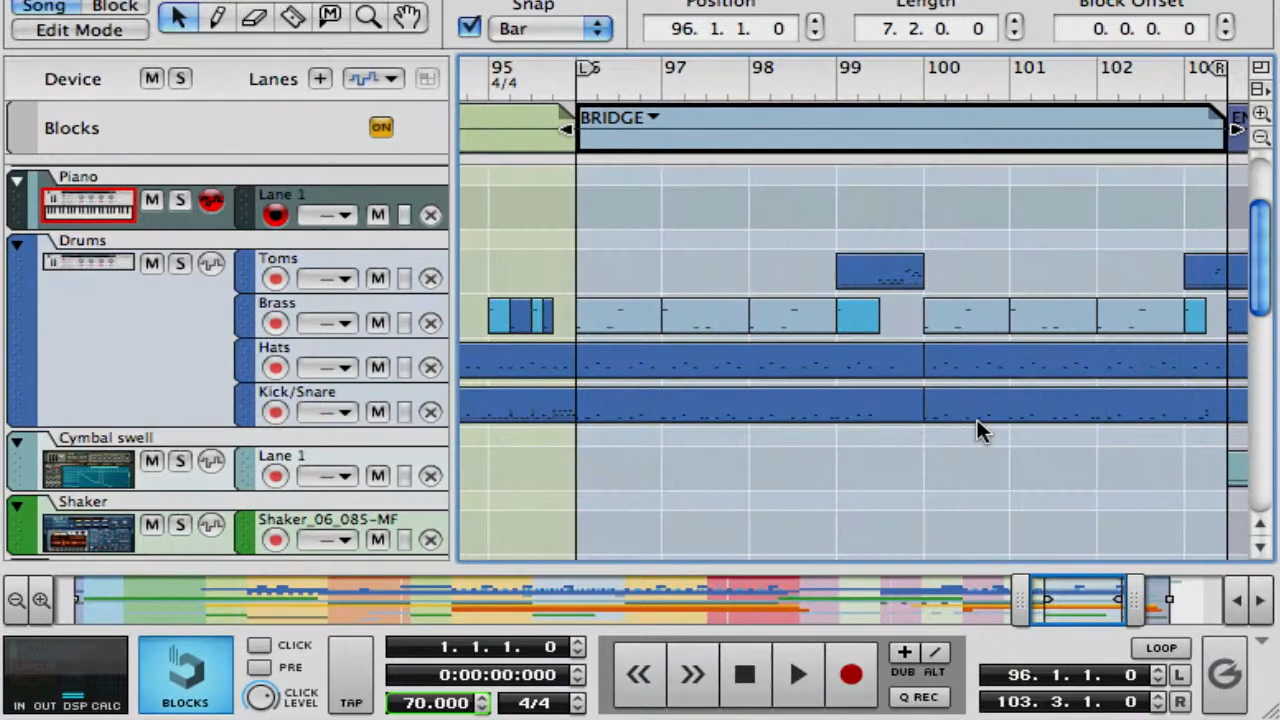 Song Block Snap Position Length Block Offset
Edit Mode Bar 96. 1. 1. 0 7. 2. 0. 0 0. 0. 0. 0
Device M S Lanes 95 97 98 99 100 101 102
4/4
Blocks ON BRIDGE
Piano
M S Lane 1
M
Drums
M S Toms
M
Brass
M
Hats
M
Kick/Snare
M
Cymbal swell
M S Lane 1
M
Shaker
M S Shaker_06_085-MF
M
CLICK 1. 1. 1. 0 LOOP
PRE 0:00:00:000 DUB ALT 96. 1. 1. 0 L
IN OUT DSP CALC BLOCKS CLICK LEVEL TAP 70.000 4/4 Q REC 103. 3. 1. 0 R